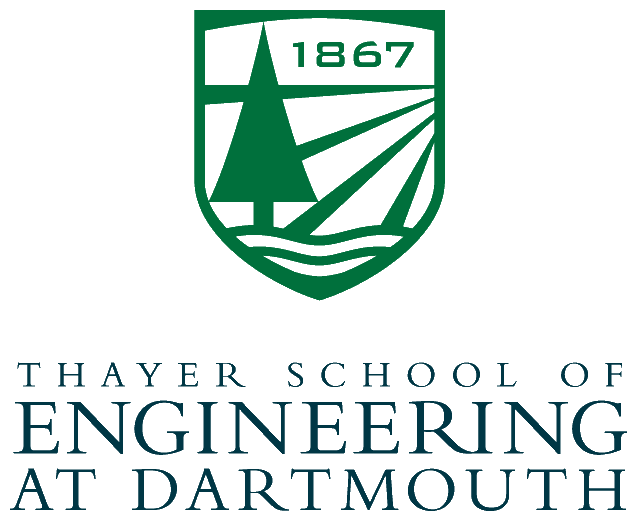 1867
THAYER SCHOOL OF
ENGINEERING
AT DARTMOUTH